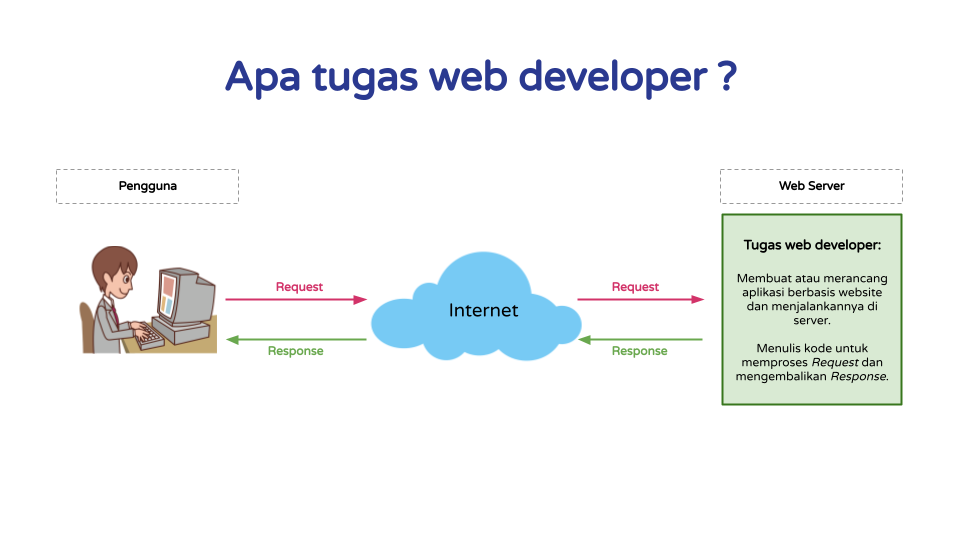 Apa tugas web developer ?
Pengguna
Web Server
Tugas web developer:
Membuat atau merancang
aplikasi berbasis website
dan menjalankannya di
server.
Menulis kode untuk
memproses Request dan
mengembalikan Response.
Request
Internet
Request
Response
Response